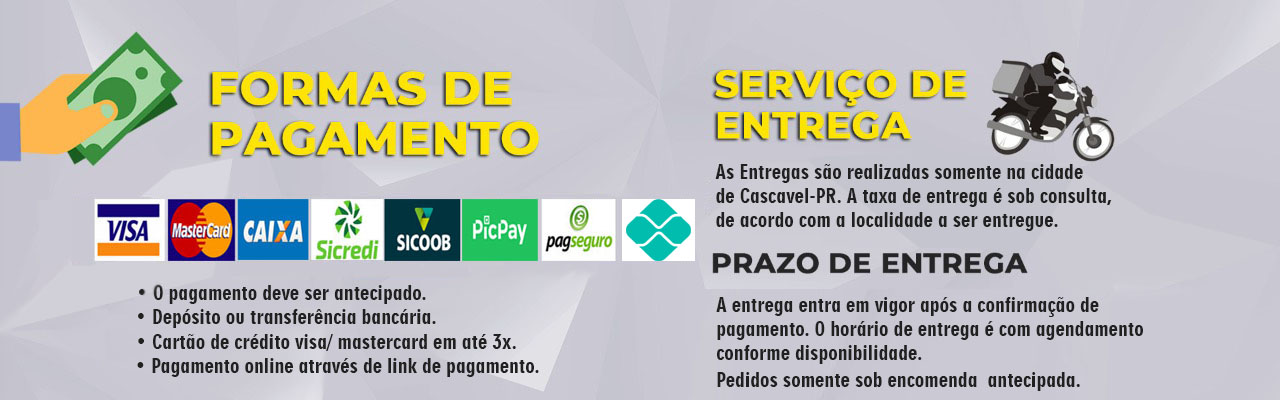 FORMAS DE
PAGAMENTO
VISA
MasterCard
CAIXA
Sicredi
SICOOB
PicPay
pagseguro
• O pagamento deve ser antecipado.
• Depósito ou transferência bancária.
• Cartão de crédito visa/ mastercard em até 3x.
• Pagamento online através de link de pagamento.
SERVIÇO DE
ENTREGA
As Entregas são realizadas somente na cidade
de Cascavel-PR. A taxa de entrega é sob consulta,
de acordo com a localidade a ser entregue.
PRAZO DE ENTREGA
A entrega entra em vigor após a confirmação de
pagamento. O horário de entrega é com agendamento
conforme disponibilidade.
Pedidos somente sob encomenda  antecipada.